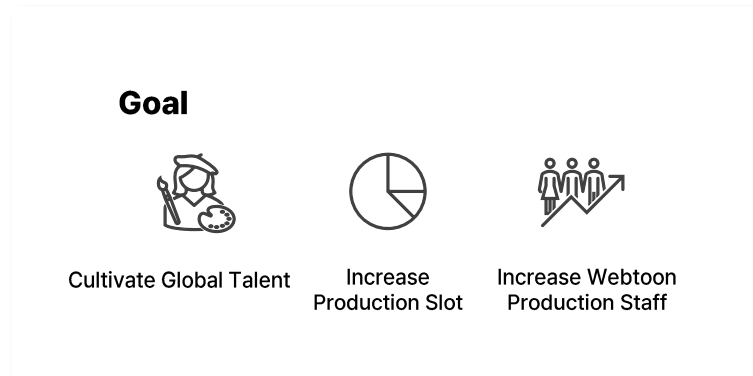 Goal
Cultivate Global Talent
Increase
Production Slot
Increase Webtoon
Production Staff